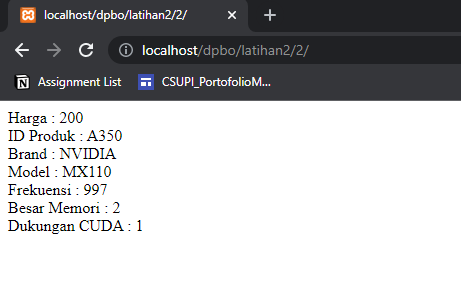 localhost/dpbo/latihan2/2/
localhost/dpbo/latihan2/2/
Assignment List
CSUPI_PortofolioM...
Harga : 200
ID Produk : A350
Brand : NVIDIA
Model : MX110
Frekuensi : 997
Besar Memori : 2
Dukungan CUDA : 1